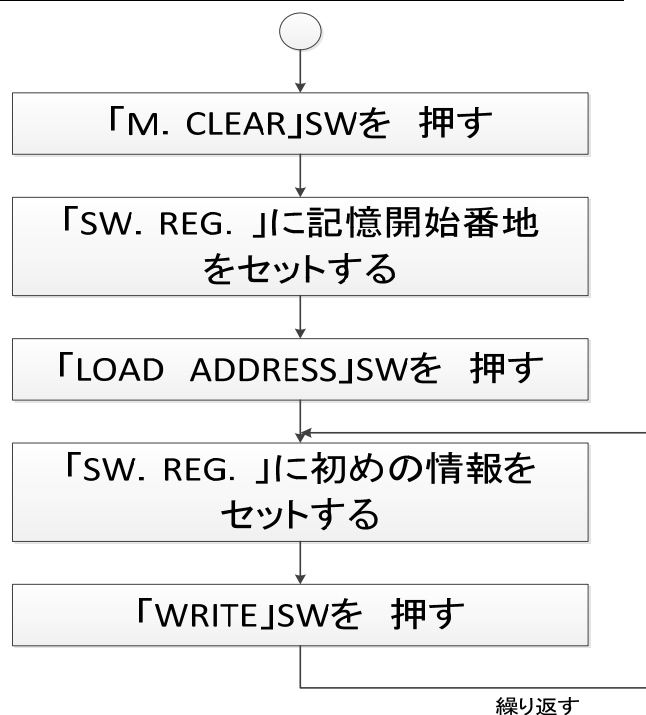 「M. CLEAR」SWを　押す
「SW. REG. 」に記憶開始番地
をセットする
「LOAD　ADDRESS」SWを　押す
「SW. REG. 」に初めの情報を
セットする
「WRITE」SWを　押す
繰り返す